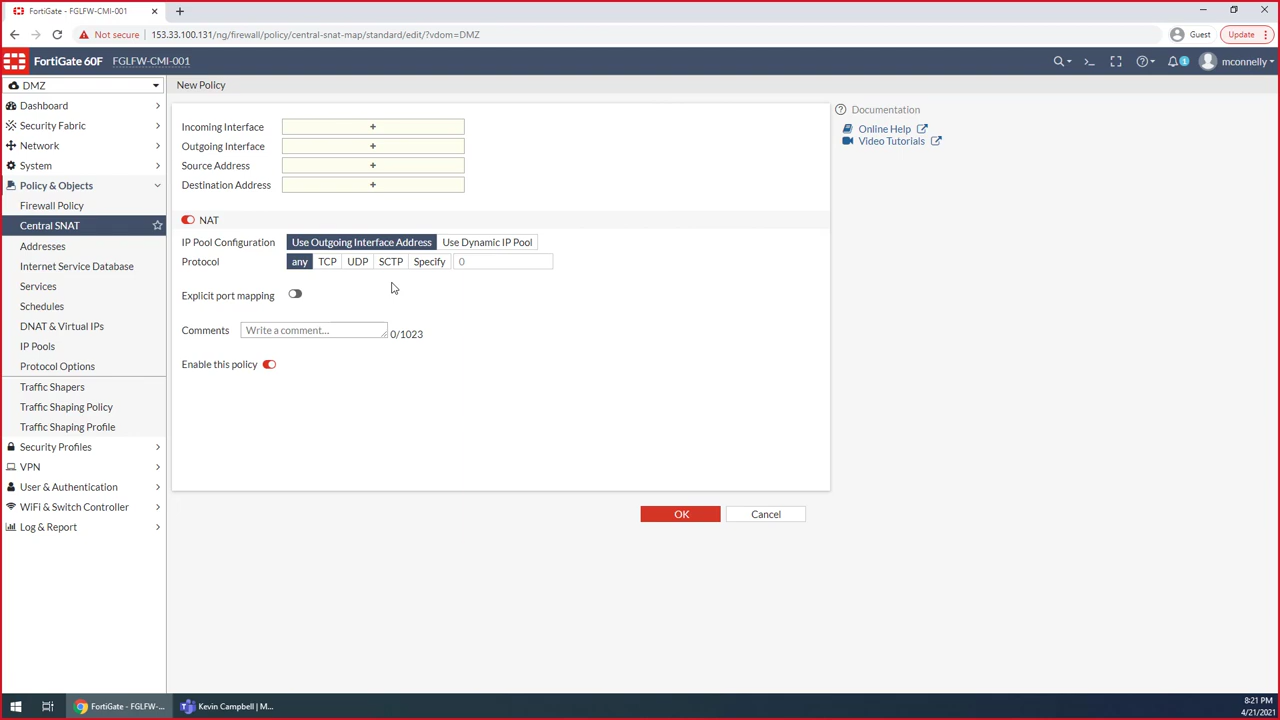 FortiGate - FGLFW-CMI-001
Not secure
153.33.100.131/ng/firewall/policy/central-snat-map/standard/edit/?vdom=DMZ
Guest
Update
FortiGate 60F
FGLFW-CMI-001
1
mconnelly
DMZ
New Policy
Dashboard
Security Fabric
Network
System
Policy & Objects
Firewall Policy
Central SNAT
Addresses
Internet Service Database
Services
Schedules
DNAT & Virtual IPs
IP Pools
Protocol Options
Traffic Shapers
Traffic Shaping Policy
Traffic Shaping Profile
Security Profiles
VPN
User & Authentication
WiFi & Switch Controller
Log & Report
Incoming Interface
+
Outgoing Interface
+
Source Address
+
Destination Address
+
NAT
IP Pool Configuration
Use Outgoing Interface Address
Use Dynamic IP Pool
Protocol
any
TCP
UDP
SCTP
Specify
0
Explicit port mapping
Comments
Write a comment...
0/1023
Enable this policy
OK
Cancel
Documentation
Online Help
Video Tutorials
FortiGate - FGLFW-...
Kevin Campbell | M...
8:21 PM
4/21/2021